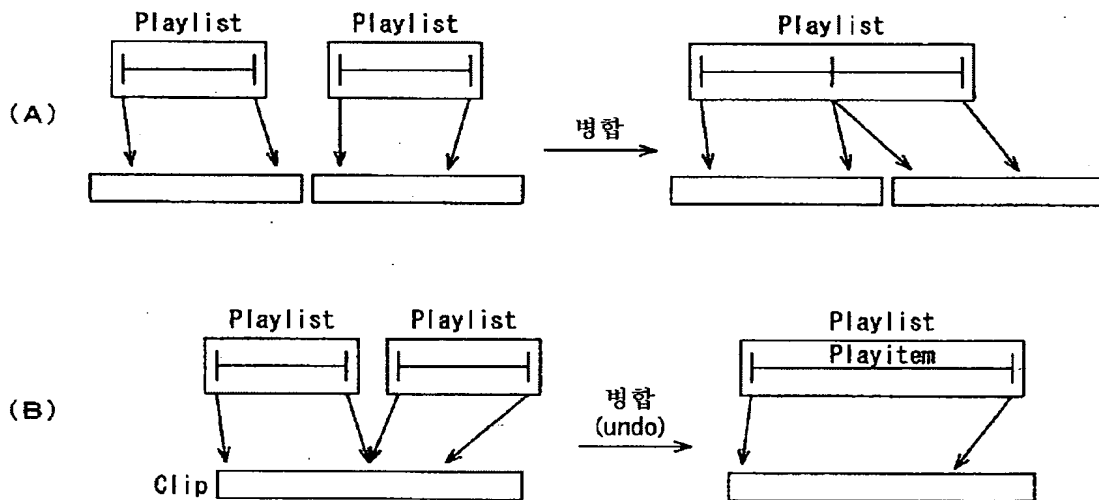 Playlist Playlist
Playlist
(A)
병합
Playlist Playlist
Playlist
Playitem
(B)
병합
(undo)
Clip